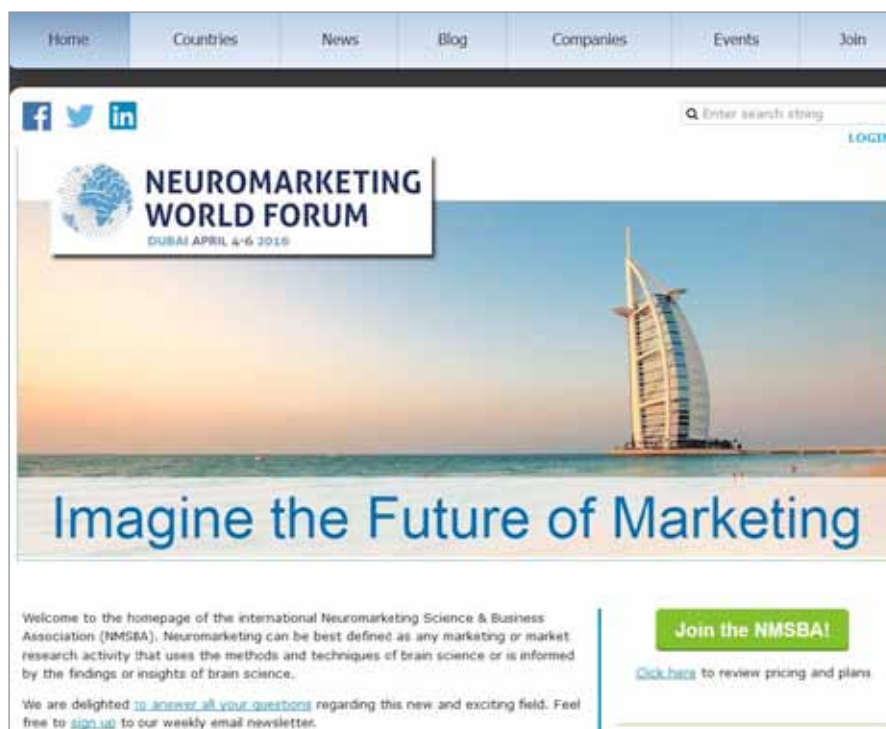 Home Countries News Blog Companies Events Join
Enter search string
LOGIN
NEUROMARKETING
WORLD FORUM
DUBAI APRIL 4-6 2016
Imagine the Future of Marketing
Welcome to the homepage of the international Neuromarketing Science & Business
Association (NMSBA). Neuromarketing can be best defined as any marketing or market
research activity that uses the methods and techniques of brain science or is informed
by the findings or insights of brain science.
We are delighted to answer all your questions regarding this new and exciting field. Feel
free to sign up to our weekly email newsletter.
Join the NMSBA!
Click here to review pricing and plans